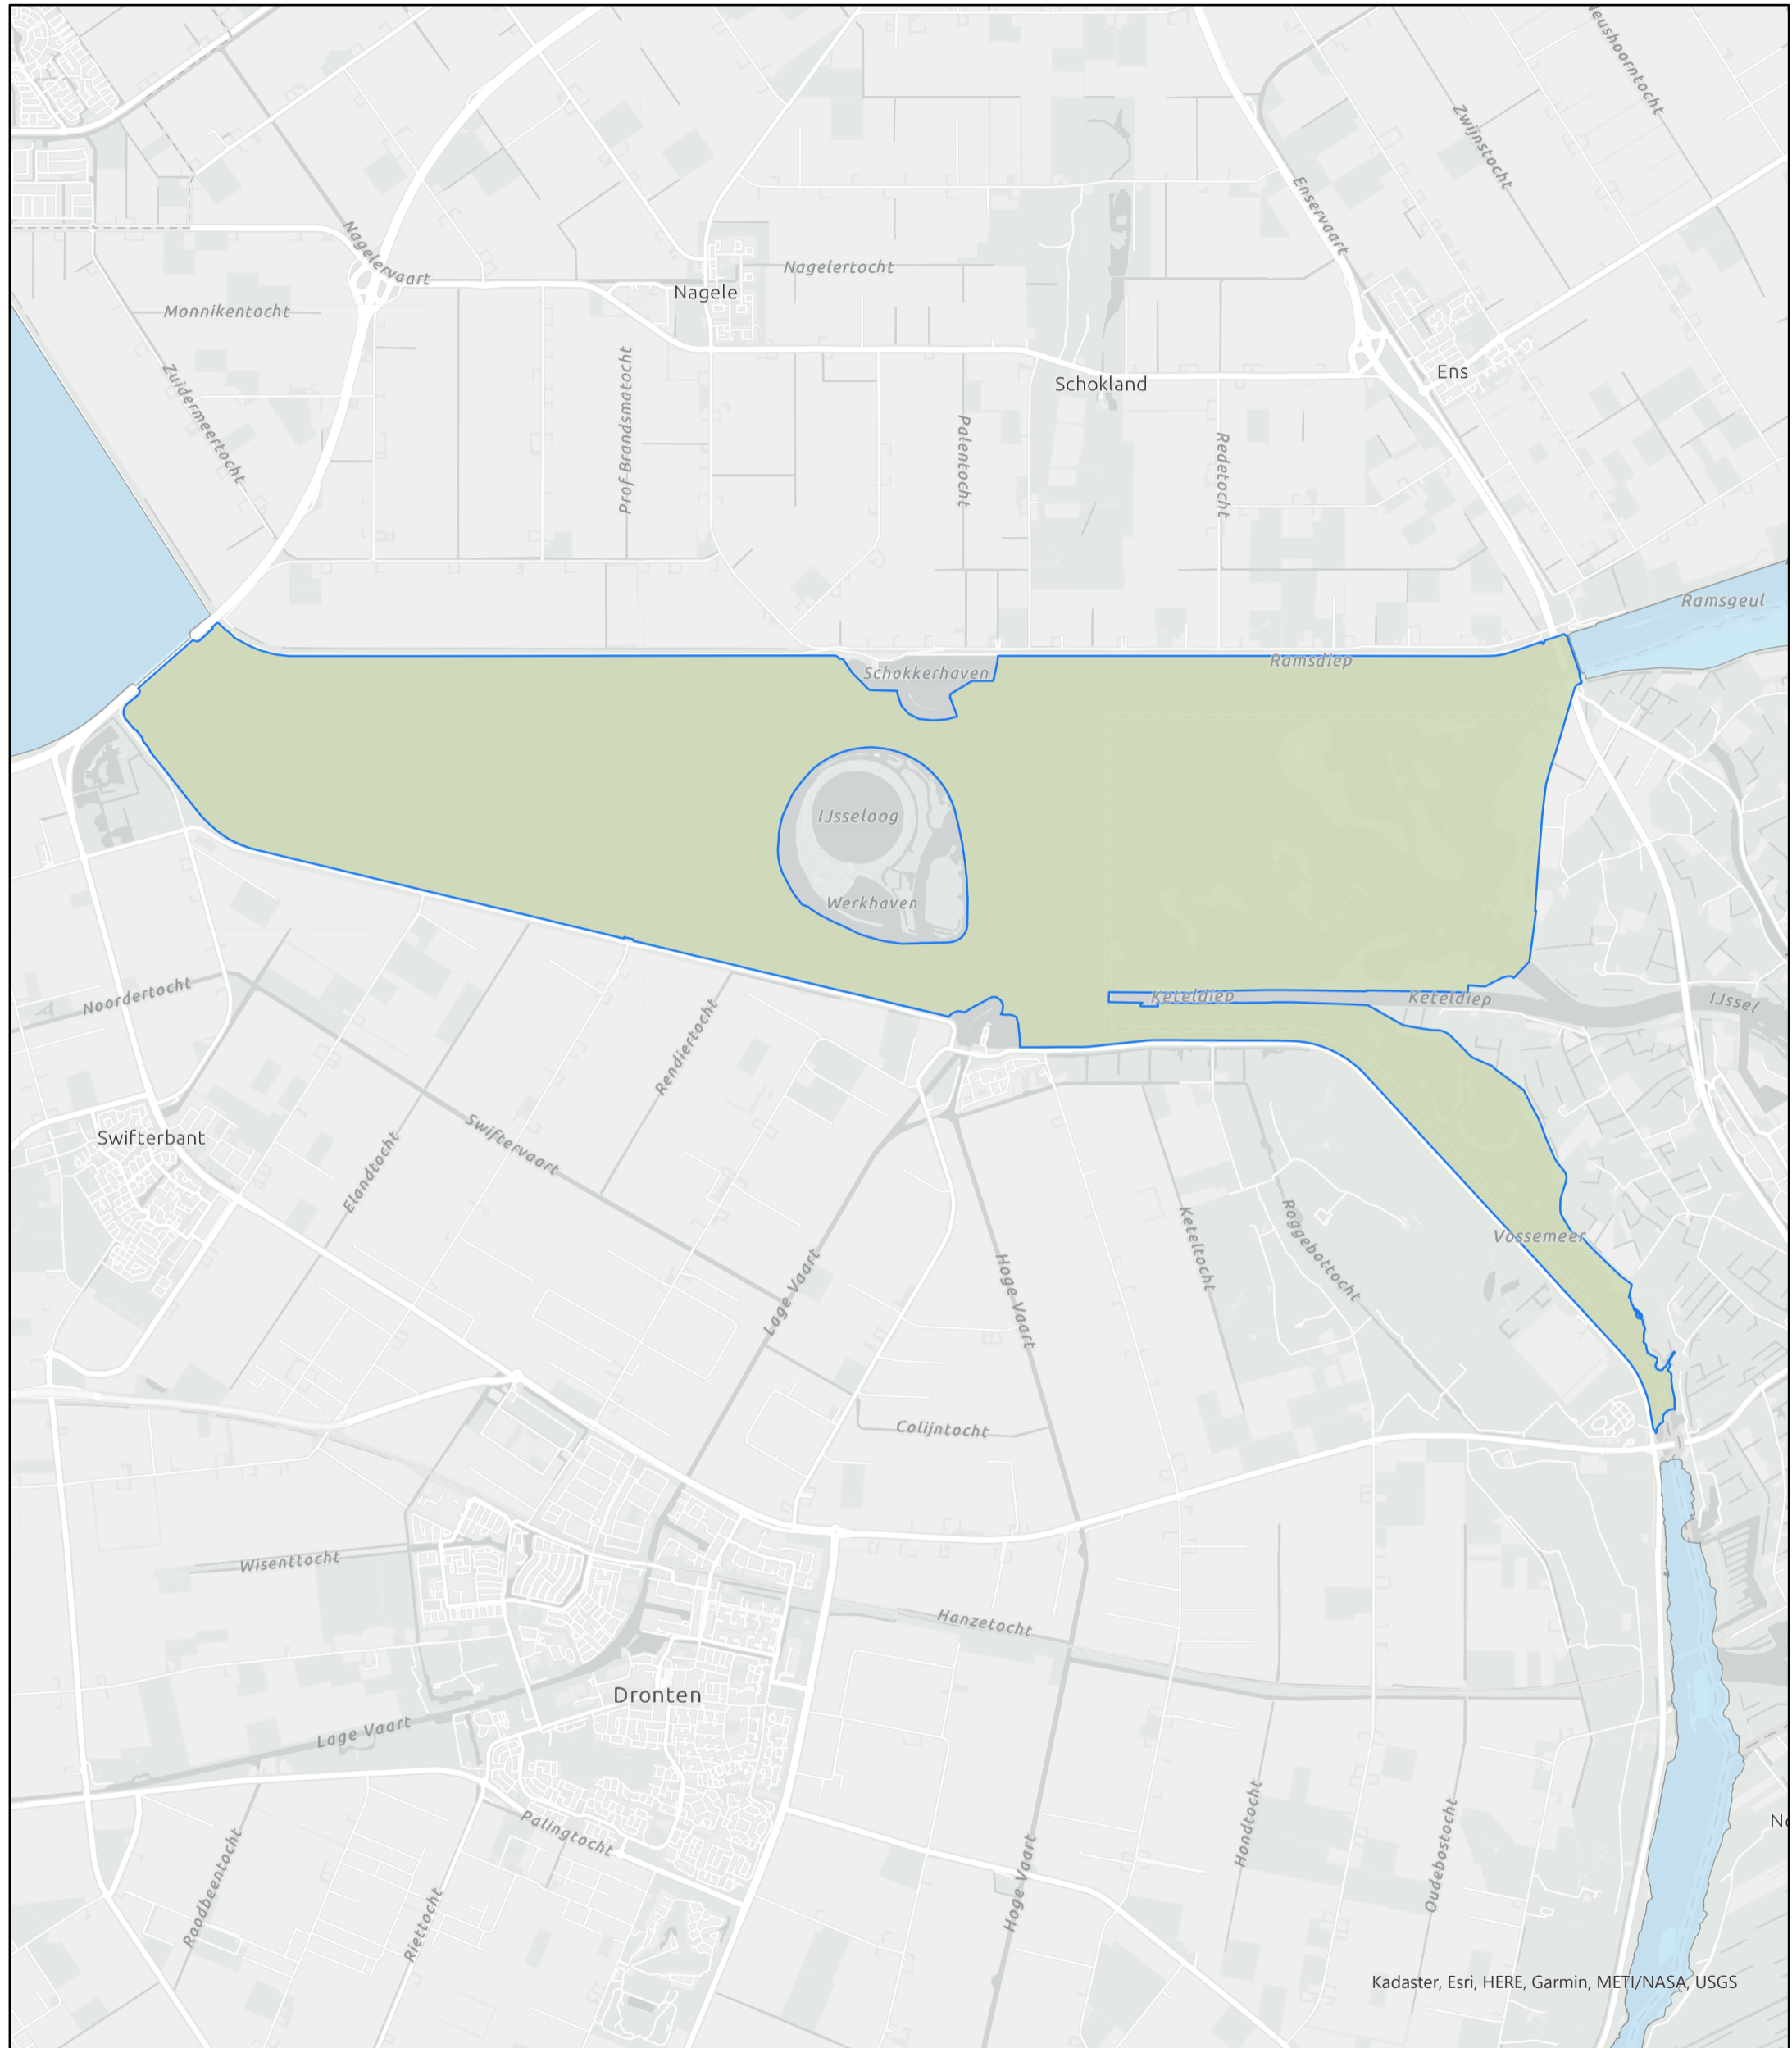 Neushoorntocht
Zwijnstocht
Enservaart
Nagelervaart
Nagelertocht
Nagele
Monnikentocht
Zuidermeertocht
Prof Brandsmatocht
Schokland
Ens
Palentocht
Redetocht
Ramsgeul
Schokkerhaven
Ramsdiep
IJsseloog
Werkhaven
Noordertocht
Keteldiep
Keteldiep
IJssel
Rendiertocht
Swifterbant
Swiftervaart
Elandtocht
Keteltocht
Roggebottocht
Vossemeer
Lage Vaart
Hoge Vaart
Colijntocht
Wisenttocht
Hanzetocht
Dronten
Lage Vaart
Palingtocht
Hondtocht
Oudebostocht
Roodbeentocht
Riettocht
Hoge Vaart
Kadaster, Esri, HERE, Garmin, METI/NASA, USGS